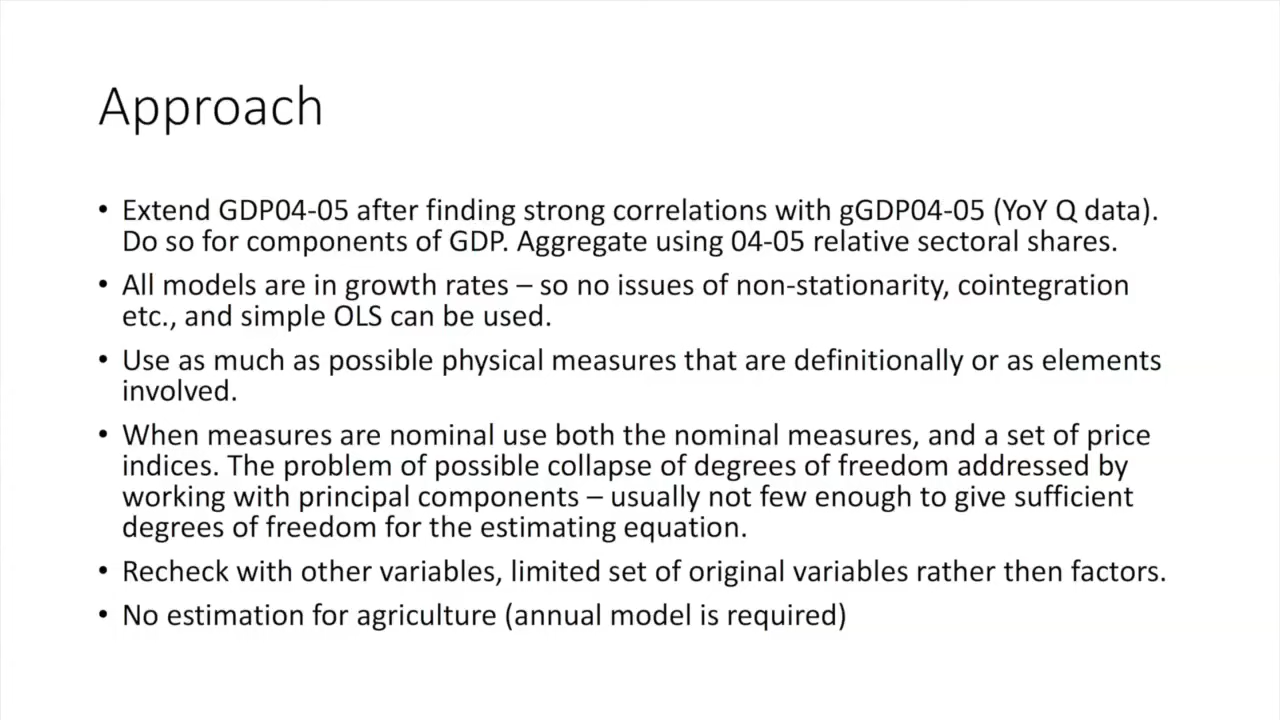 Approach
• Extend GDP04-05 after finding strong correlations with gGDP04-05 (YoY Q data).
Do so for components of GDP. Aggregate using 04-05 relative sectoral shares.
• All models are in growth rates – so no issues of non-stationarity, cointegration
etc., and simple OLS can be used.
• Use as much as possible physical measures that are definitionally or as elements
involved.
• When measures are nominal use both the nominal measures, and a set of price
indices. The problem of possible collapse of degrees of freedom addressed by
working with principal components – usually not few enough to give sufficient
degrees of freedom for the estimating equation.
• Recheck with other variables, limited set of original variables rather then factors.
• No estimation for agriculture (annual model is required)